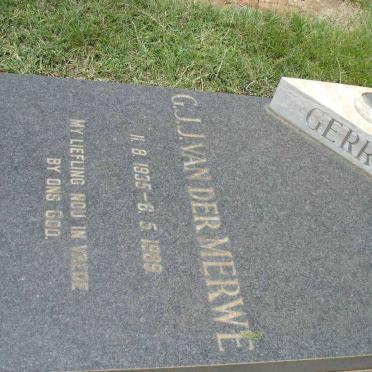 GERR
G.J.J. VAN DER MERWE
11. 8. 1935 – 6. 5. 1989
MY LIEFLING NOU IN VREDE
BY ONS GOD.